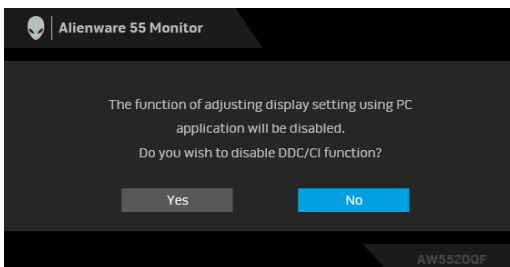 Alienware 55 Monitor
The function of adjusting display setting using PC
application will be disabled.
Do you wish to disable DDC/CI function?
Yes No
AW5520QF